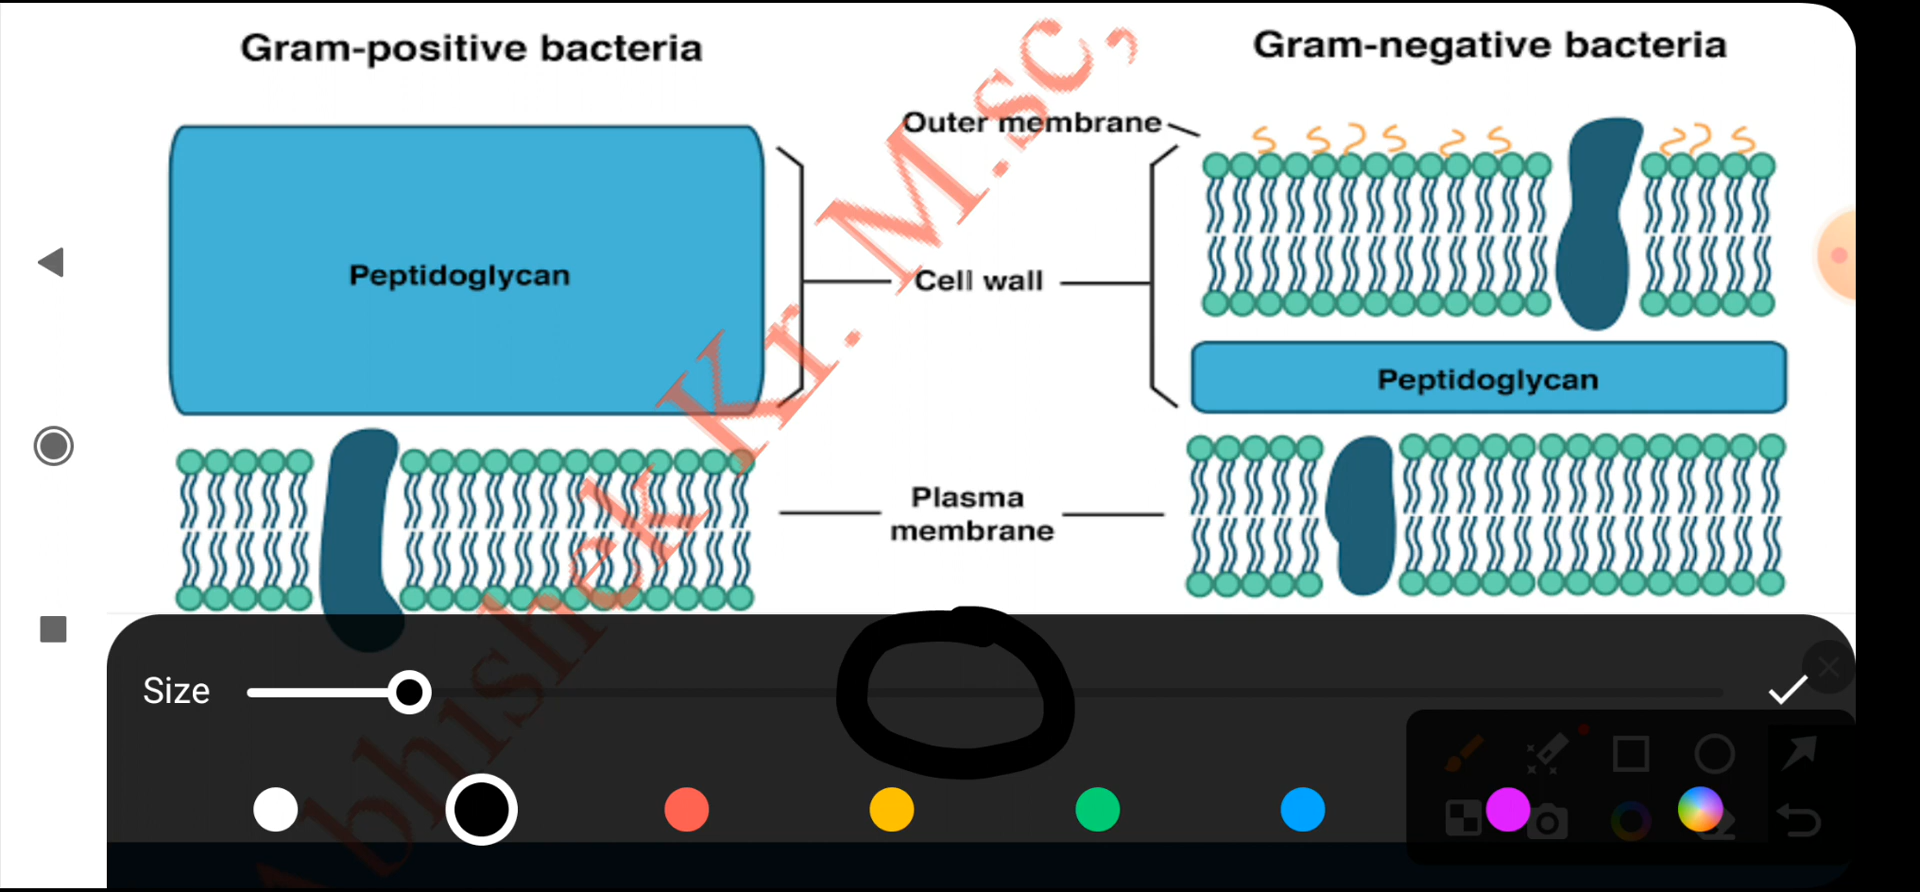 Gram-positive bacteria
Gram-negative bacteria
Outer membrane
Peptidoglycan
Cell wall
Peptidoglycan
Plasma
membrane
Abhishek Kr. M.sc,
Size